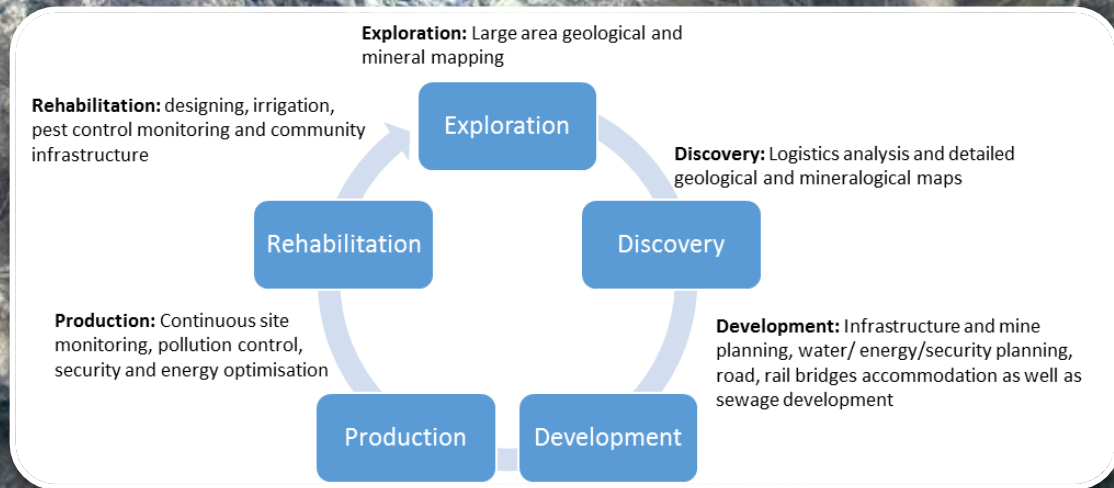 Exploration: Large area geological and
mineral mapping
Rehabilitation: designing, irrigation,
pest control monitoring and community
infrastructure
Exploration
Discovery: Logistics analysis and detailed
geological and mineralogical maps
Rehabilitation
Discovery
Production: Continuous site
monitoring, pollution control,
security and energy optimisation
Development: Infrastructure and mine
planning, water/ energy/security planning,
road, rail bridges accommodation as well as
sewage development
Production
Development